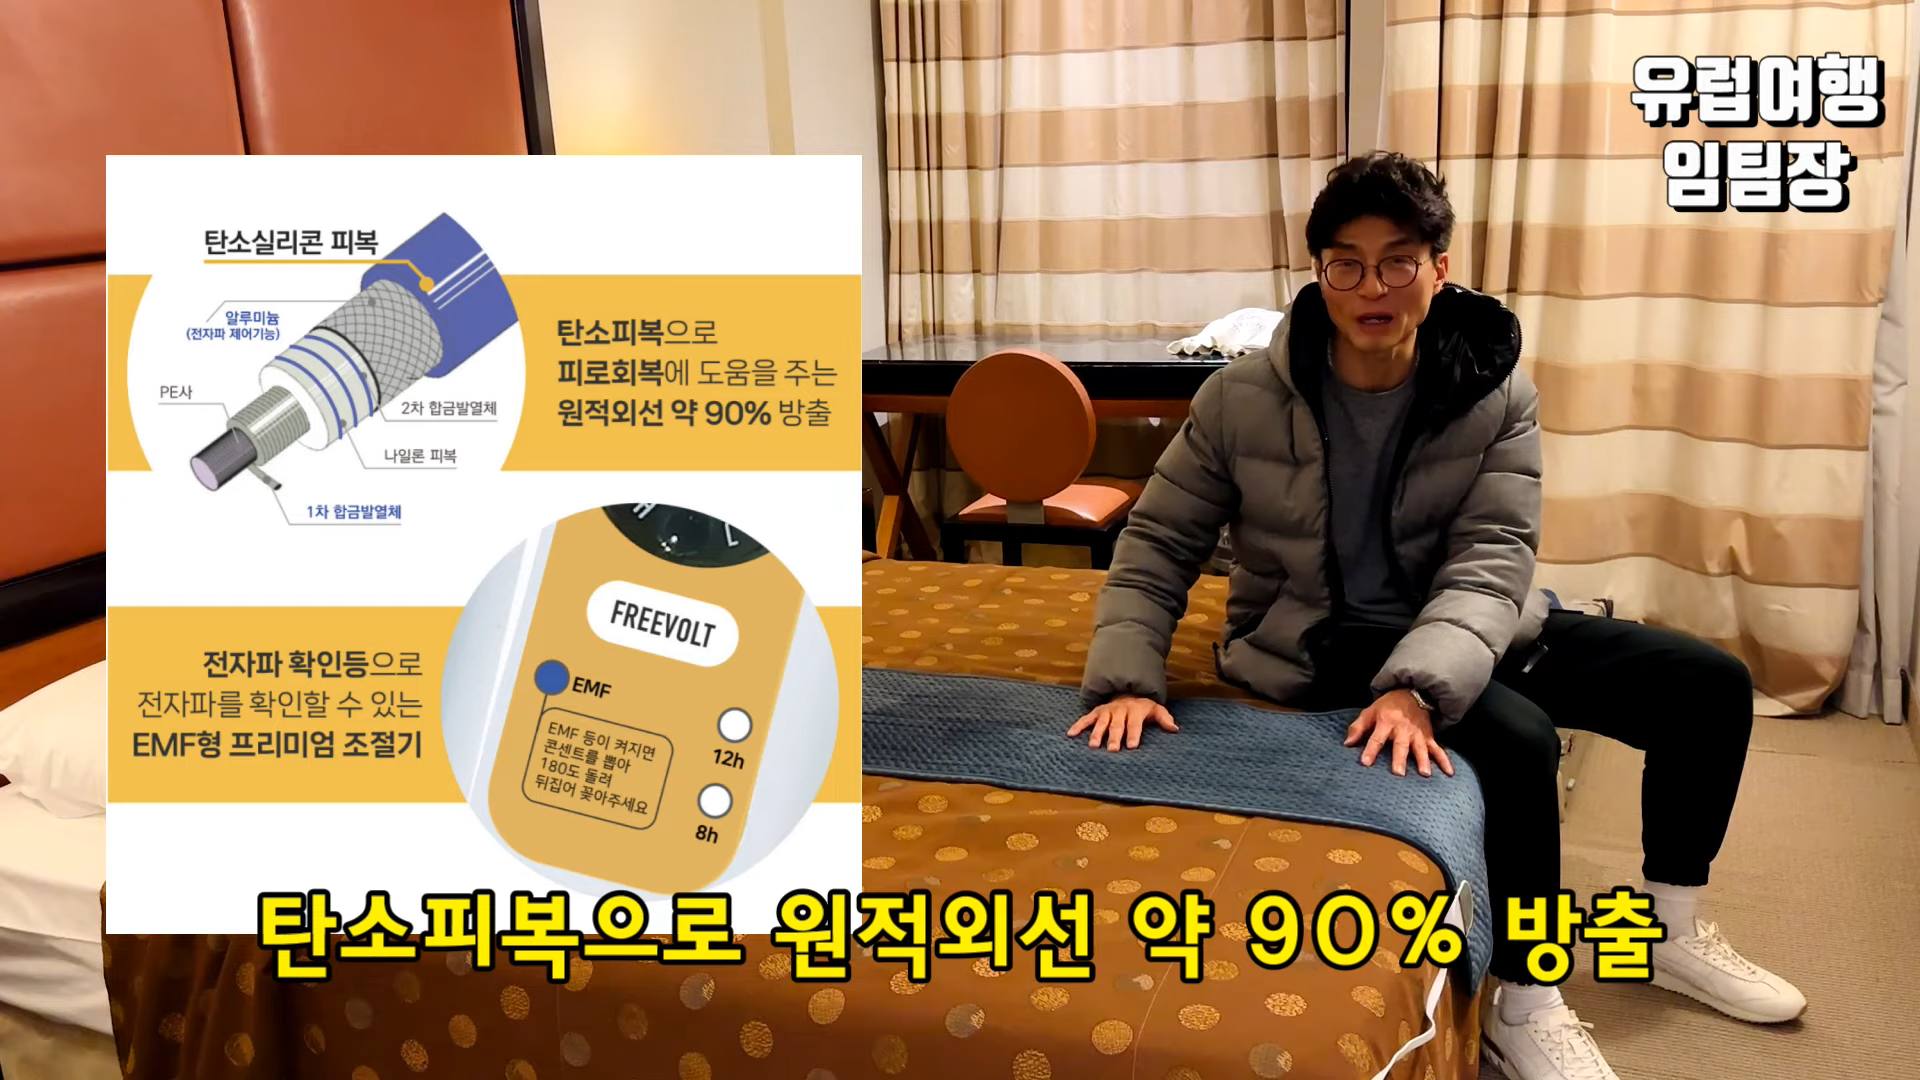 유럽여행
임팀장
탄소실리콘 피복
알루미늄
(전자파 제어기능)
PE사
2차 합금발열체
나일론 피복
1차 합금발열체
탄소피복으로
피로회복에 도움을 주는
원적외선 약 90% 방출
전자파 확인등으로
전자파를 확인할 수 있는
EMF형 프리미엄 조절기
FREEVOLT
EMF
EMF 등이 켜지면
콘센트를 뽑아
180도 돌려
뒤집어 꽂아주세요
12h
8h
탄소피복으로 원적외선 약 90% 방출